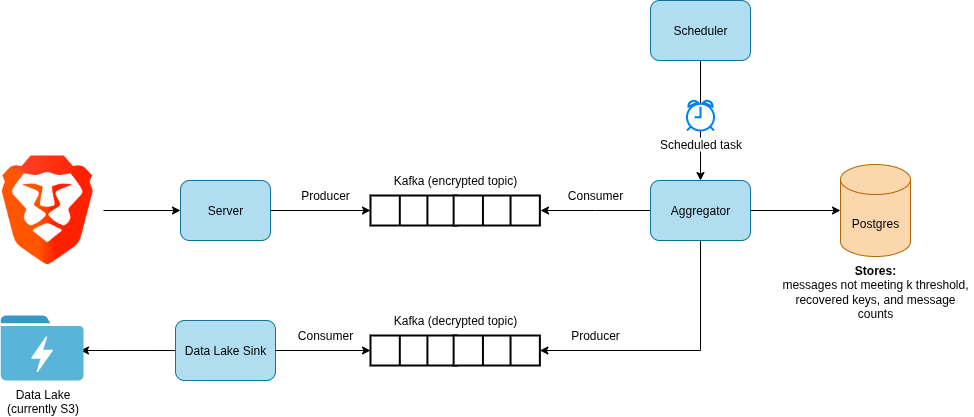 Scheduler
Scheduled task
Kafka (encrypted topic)
Producer
Consumer
Server
Aggregator
Postgres
Stores:
messages not meeting k threshold,
recovered keys, and message
counts
Kafka (decrypted topic)
Consumer
Producer
Data Lake Sink
Data Lake
(currently S3)